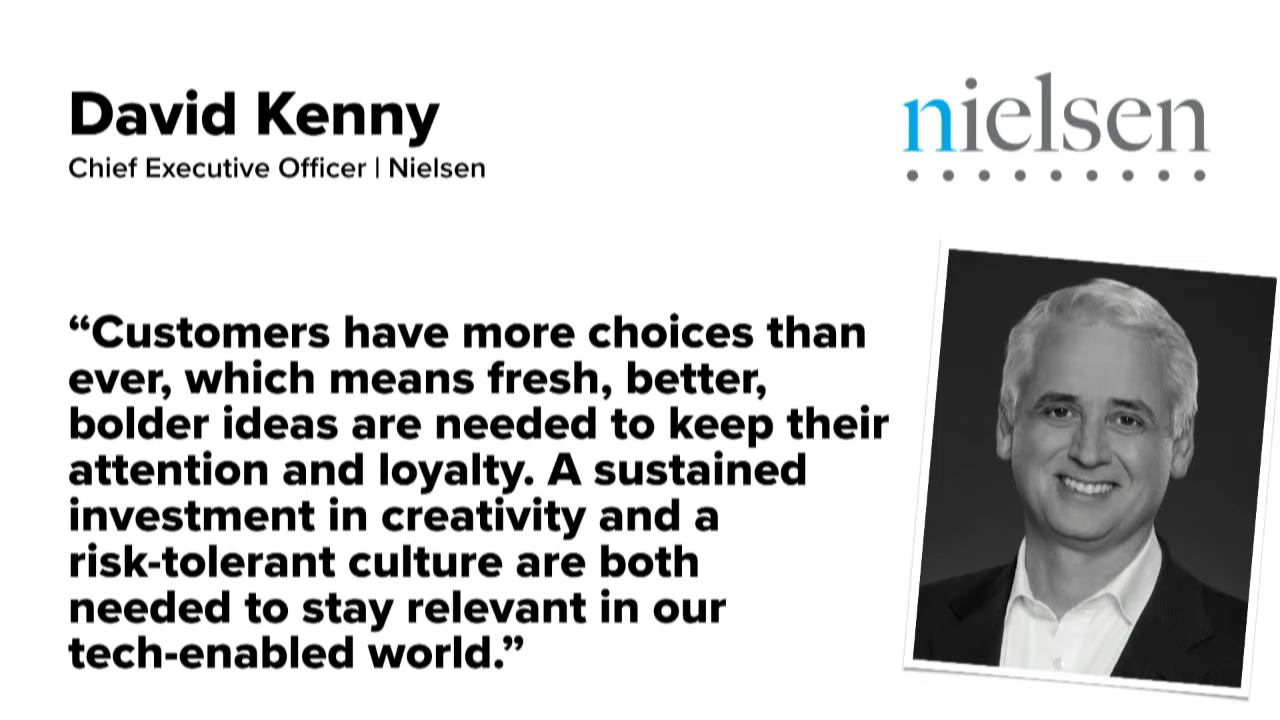 David Kenny
Chief Executive Officer | Nielsen
nielsen
“Customers have more choices than
ever, which means fresh, better,
bolder ideas are needed to keep their
attention and loyalty. A sustained
investment in creativity and a
risk-tolerant culture are both
needed to stay relevant in our
tech-enabled world.”